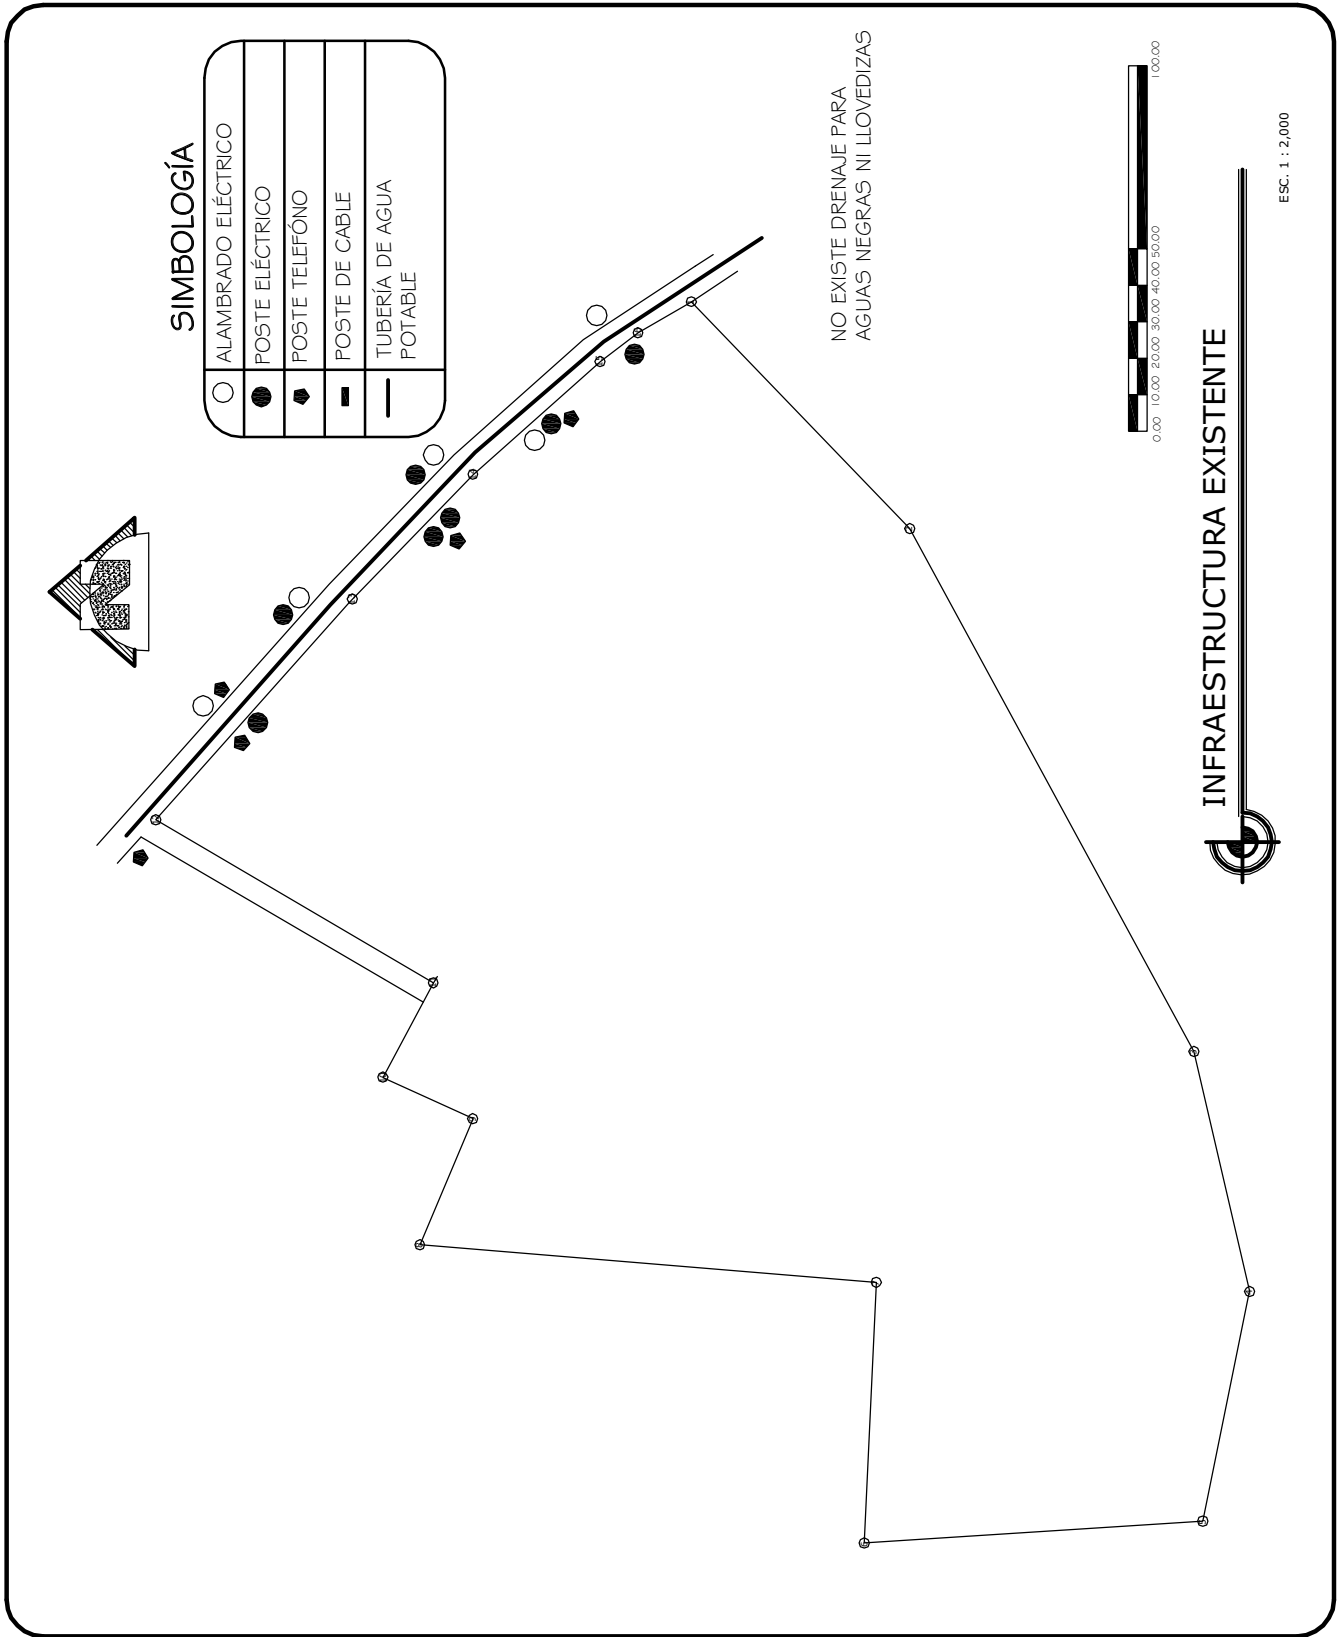 SIMBOLOGÍA
ALAMBRADO ELÉCTRICO
POSTE ELÉCTRICO
POSTE TELEFÓNO
POSTE DE CABLE
TUBERÍA DE AGUA
POTABLE
NO EXISTE DRENAJE PARA
AGUAS NEGRAS NI LLOVEDIZAS
0.00 10.00 20.00 30.00 40.00 50.00 100.00
INFRAESTRUCTURA EXISTENTE
ESC. 1 : 2,000